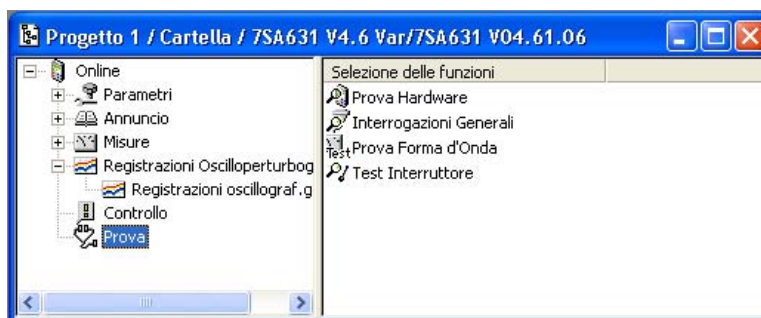 Progetto 1 / Cartella / 7SA631 V4.6 Var/7SA631 V04.61.06
Online
Parametri
Annuncio
Misure
Registrazioni Oscilloperturbog
Registrazioni oscillograf.g
Controllo
Prova
Selezione delle funzioni
Prova Hardware
Interrogazioni Generali
Test Prova Forma d'Onda
Test Interruttore